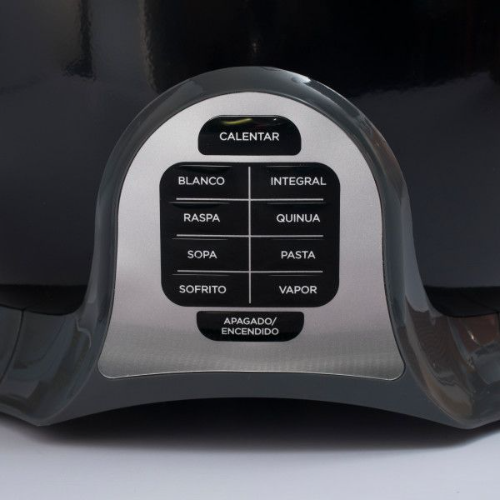 CALENTAR
BLANCO INTEGRAL
RASPA QUINUA
SOPA PASTA
SOFRITO VAPOR
APAGADO/
ENCENDIDO